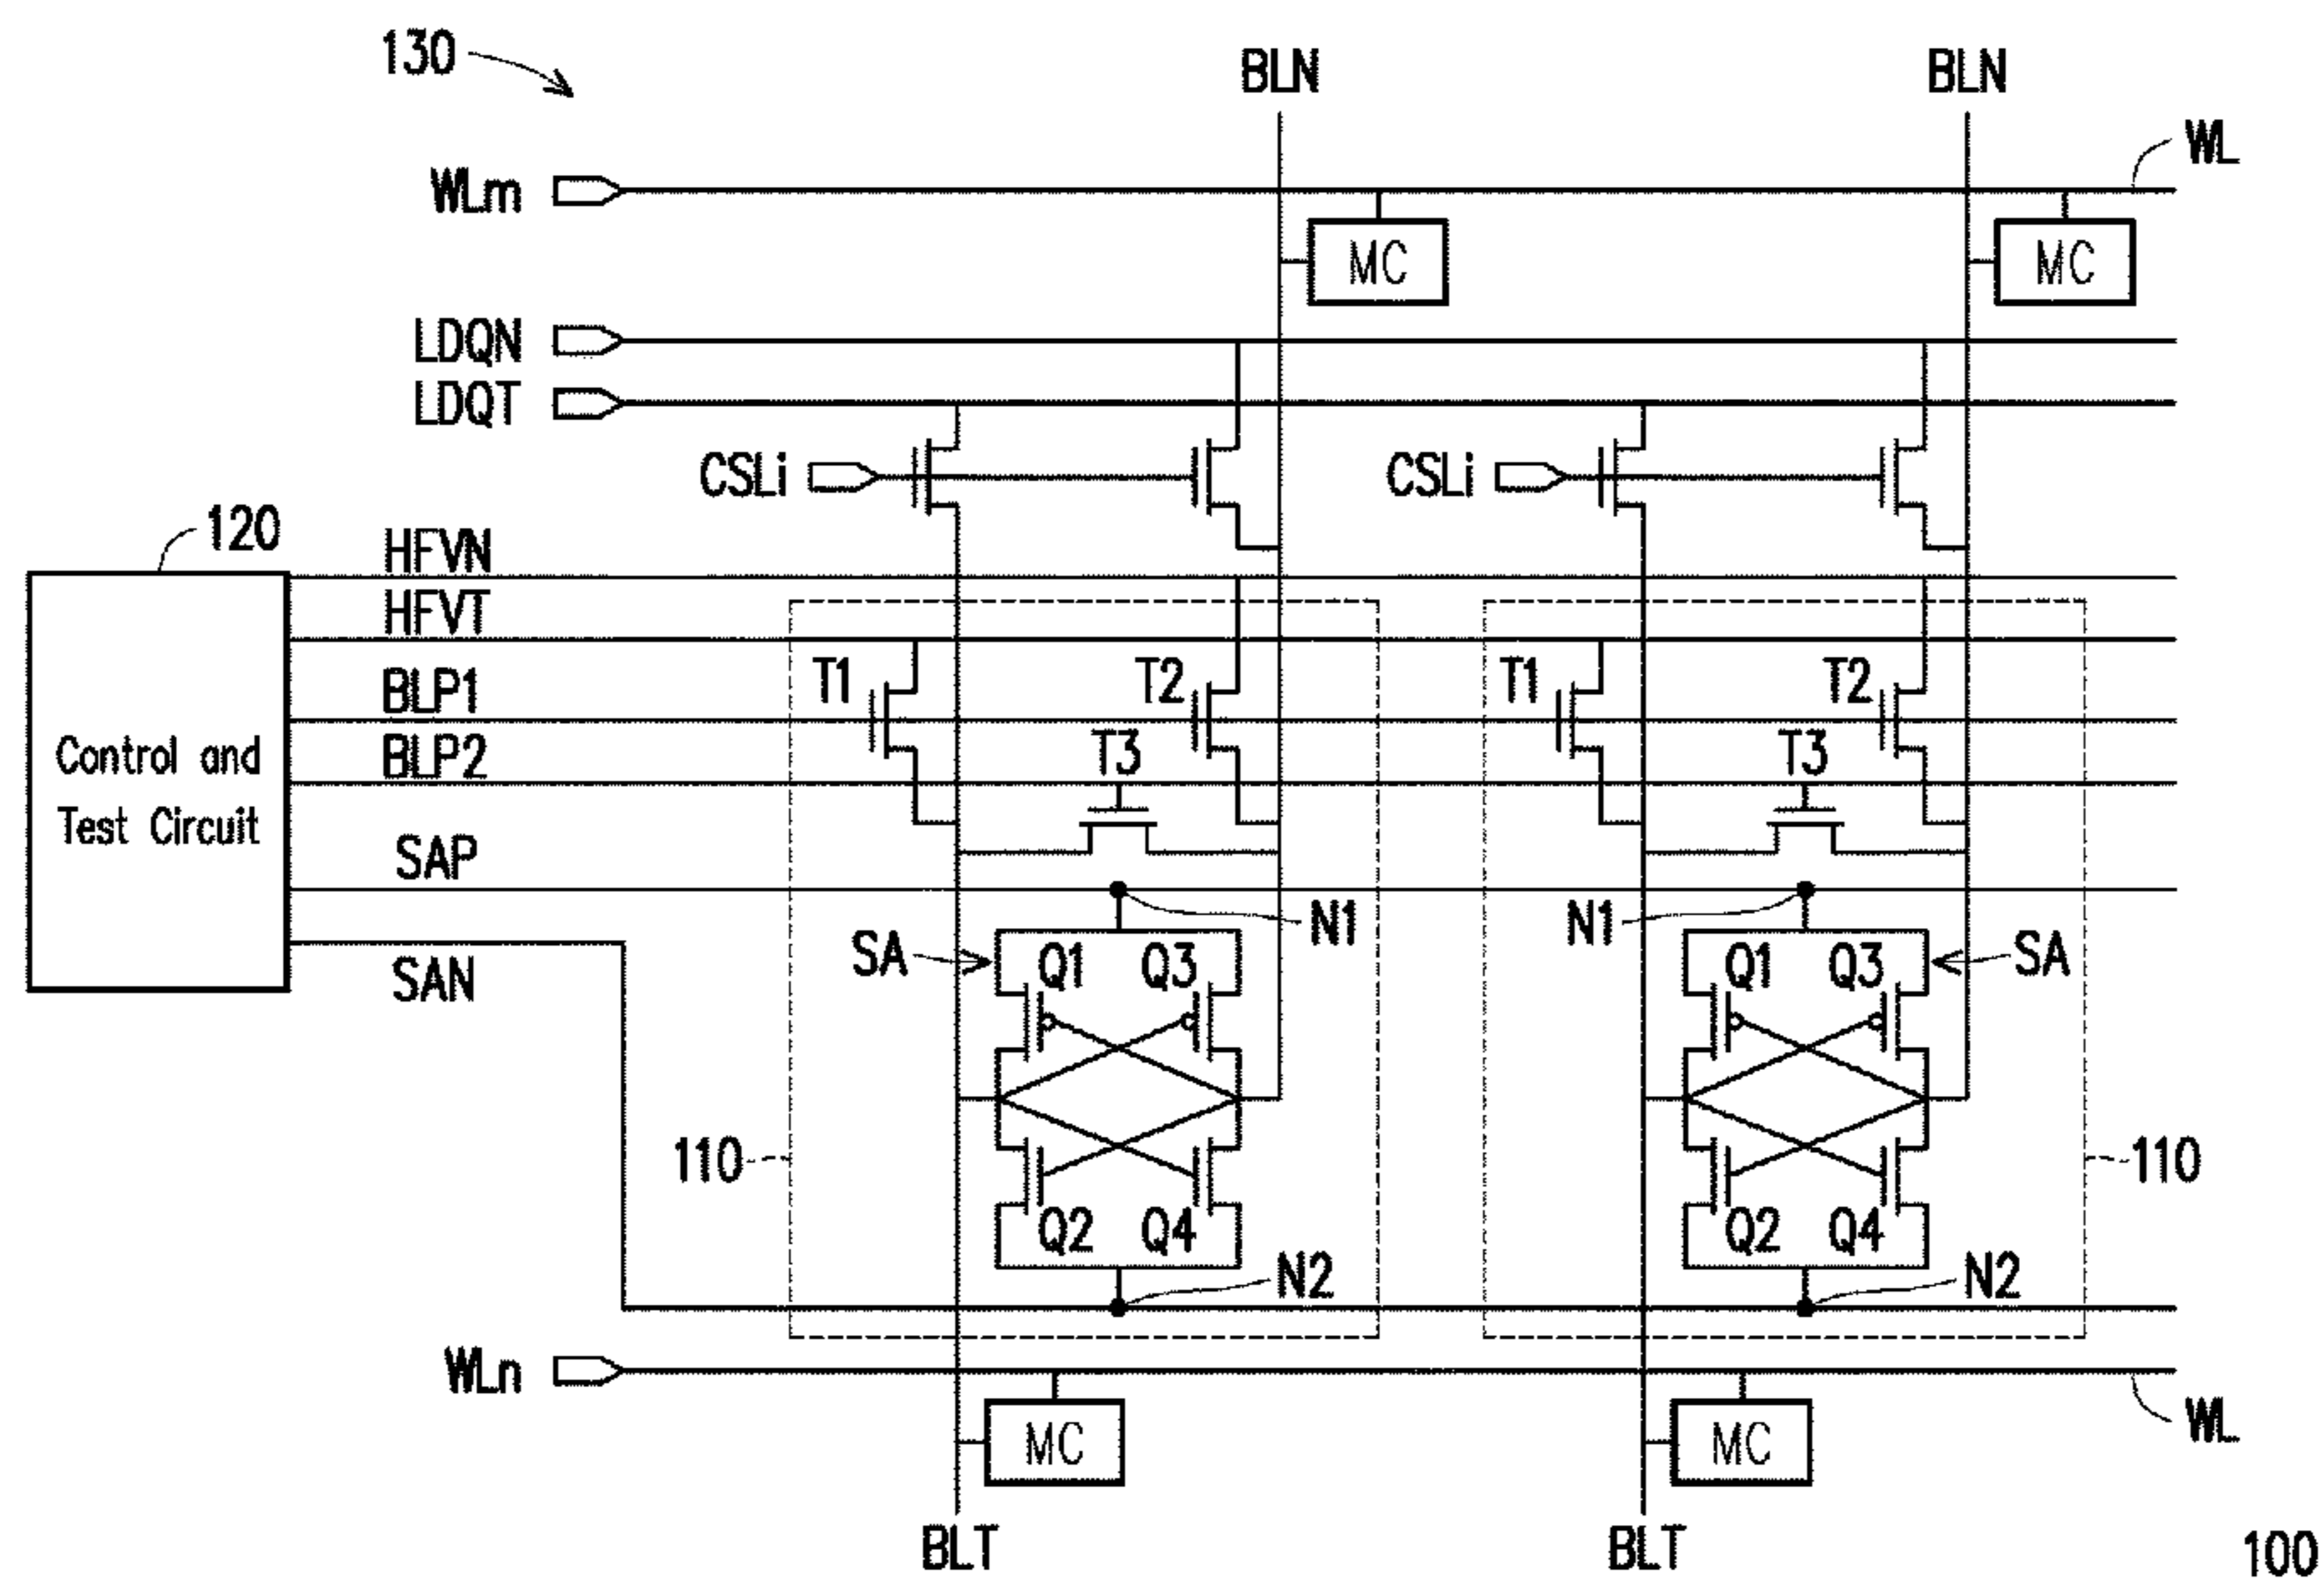 130
BLN
BLN
WL
WLm
MC
MC
LDQN
LDQT
CSLi
CSLi
120
HFVN
HFVT
T1
T2
T1
T2
BLP1
Control and
Test Circuit
BLP2
T3
T3
SAP
N1
N1
SA
Q1
Q3
Q1
Q3
SA
SAN
110
110
Q2
Q4
Q2
Q4
N2
N2
WLn
MC
MC
WL
BLT
BLT
100